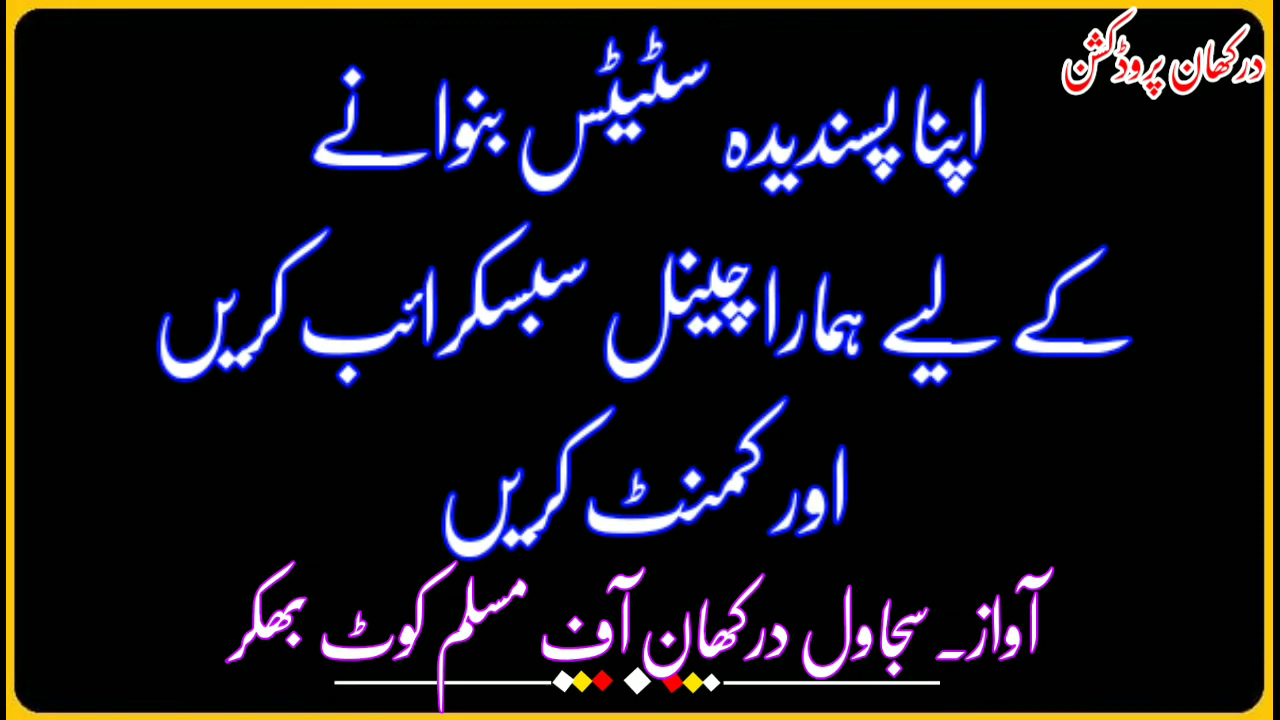 درکھان پروڈکشن
اپنا پسندیدہ سٹیٹس بنوانے
کے لیے ہمارا چینل سبسکرائب کریں
اور کمنٹ کریں
آواز۔ سجاول درکھان آف مسلم کوٹ بھکر